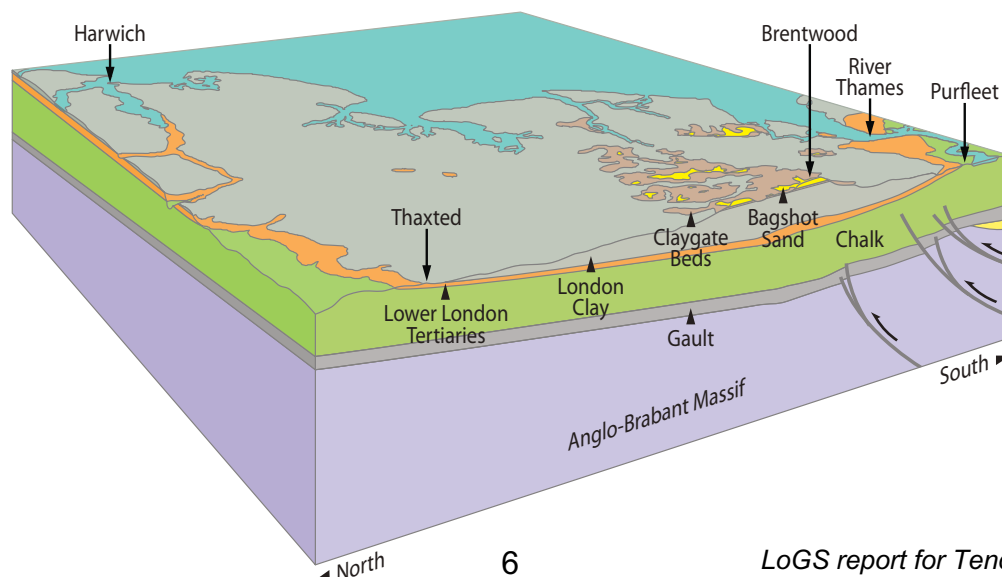 Harwich
Brentwood
River
Thames
Purfleet
Thaxted
Claygate
Beds
Bagshot
Sand
Chalk
Lower London
Tertiaries
London
Clay
Gault
South ►
Anglo-Brabant Massif
◄ North
6
LoGS report for